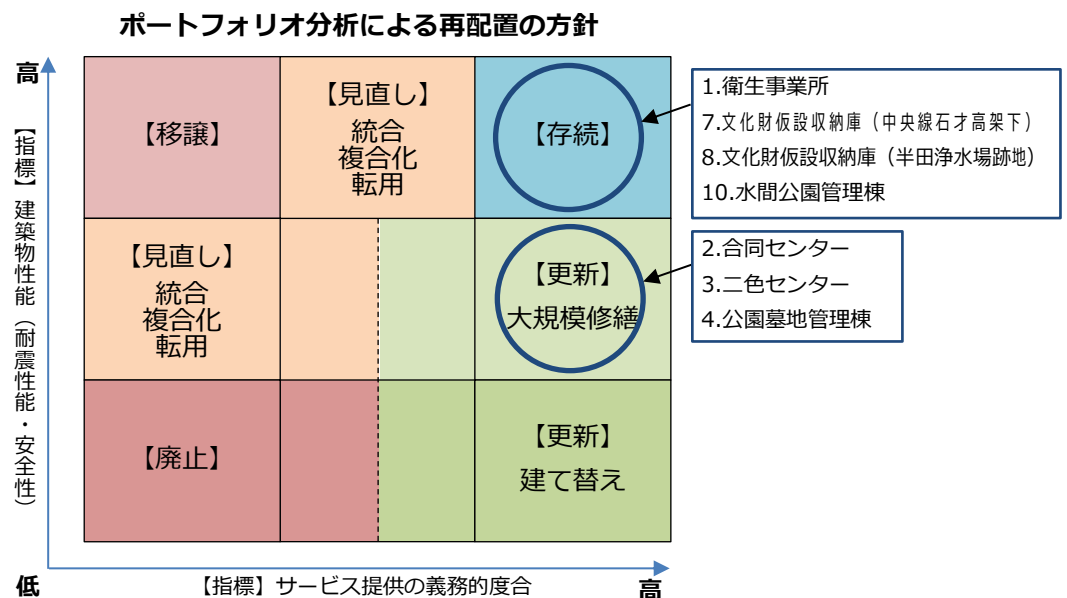 ポートフォリオ分析による再配置の方針
高
【指標】建築物性能（耐震性能・安全性）
【移譲】
【見直し】
統合
複合化
転用
【存続】
【見直し】
統合
複合化
転用
【更新】
大規模修繕
【廃止】
【更新】
建て替え
低
【指標】サービス提供の義務的度合
高
1.衛生事業所
7.文化財仮設収納庫（中央線石才高架下）
8.文化財仮設収納庫（半田浄水場跡地）
10.水間公園管理棟
2.合同センター
3.二色センター
4.公園墓地管理棟